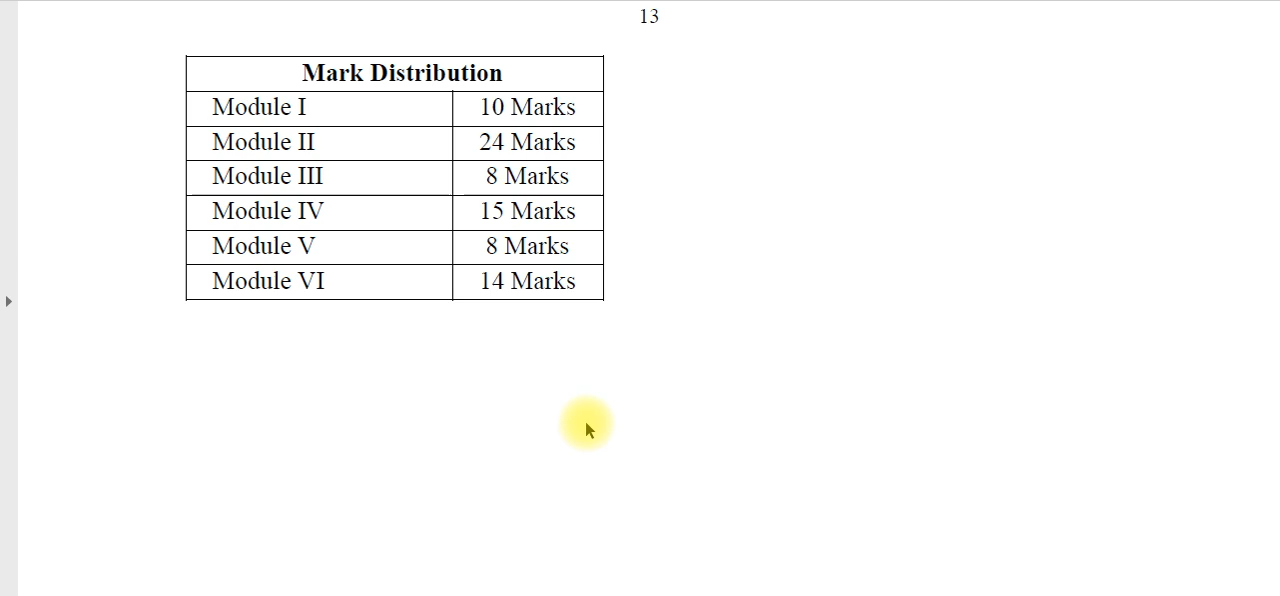 13
Mark Distribution
Module I 10 Marks
Module II 24 Marks
Module III 8 Marks
Module IV 15 Marks
Module V 8 Marks
Module VI 14 Marks